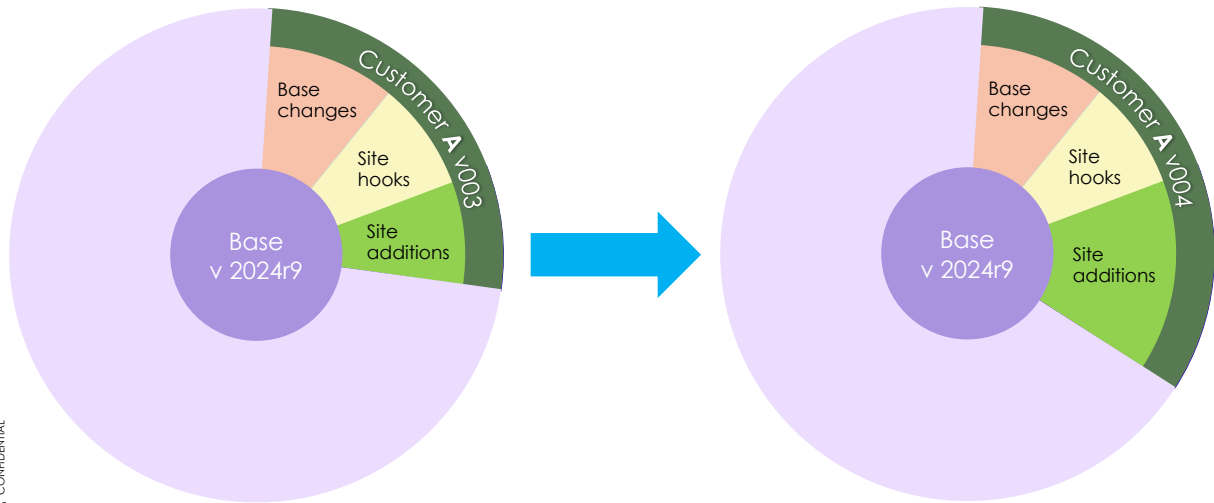 Customer A v003
Base
changes
Site
hooks
Site
additions
Base
v 2024r9
Customer A v004
Base
changes
Site
hooks
Site
additions
Base
v 2024r9
CONFIDENTIAL